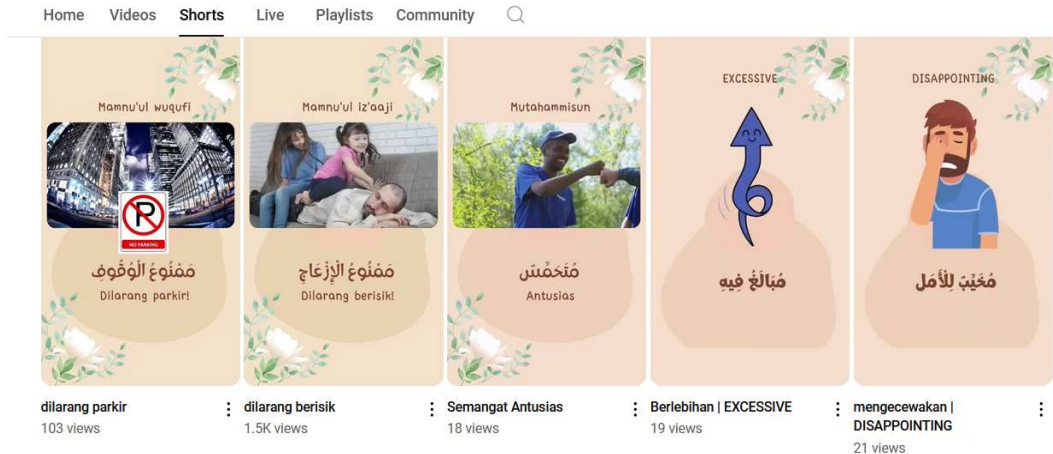 Home Videos Shorts Live Playlists Community
Mamnu'ul wuqufi
P
NO PARKING
مَمْنُوعُ الْوُقُوفِ
Dilarang parkir!
dilarang parkir
103 views
Mamnu'ul iz'aaji
مَمْنُوعُ الْإِزْعَاجِ
Dilarang berisik!
dilarang berisik
1.5K views
Mutahammisun
مُتَحَمِّسٌ
Antusias
Semangat Antusias
18 views
EXCESSIVE
مُبَالَغٌ فِيهِ
Berlebihan | EXCESSIVE
19 views
DISAPPOINTING
مُخَيِّبٌ لِلْأَمَلِ
mengecewakan |
DISAPPOINTING
21 views